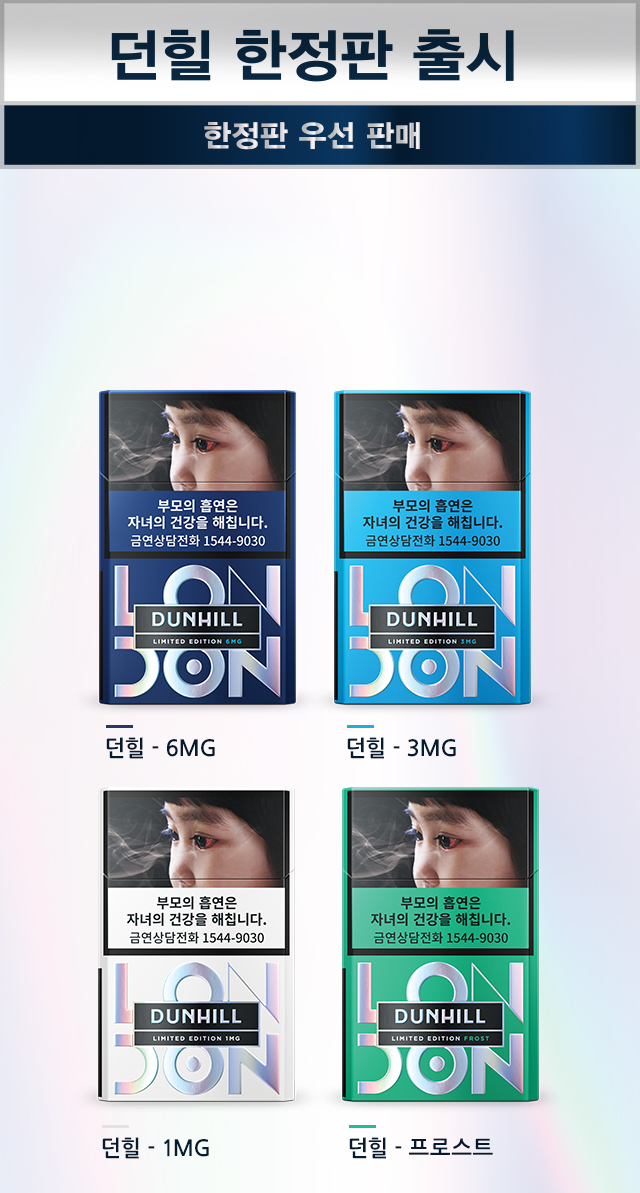 던힐 한정판 출시
한정판 우선 판매
부모의 흡연은
자녀의 건강을 해칩니다.
금연상담전화 1544-9030
LON
DUNHILL
LIMITED EDITION 6MG
DON
던힐 - 6MG
부모의 흡연은
자녀의 건강을 해칩니다.
금연상담전화 1544-9030
LON
DUNHILL
LIMITED EDITION 3MG
DON
던힐 - 3MG
부모의 흡연은
자녀의 건강을 해칩니다.
금연상담전화 1544-9030
LON
DUNHILL
LIMITED EDITION 1MG
DON
던힐 - 1MG
부모의 흡연은
자녀의 건강을 해칩니다.
금연상담전화 1544-9030
LON
DUNHILL
LIMITED EDITION FROST
DON
던힐 - 프로스트